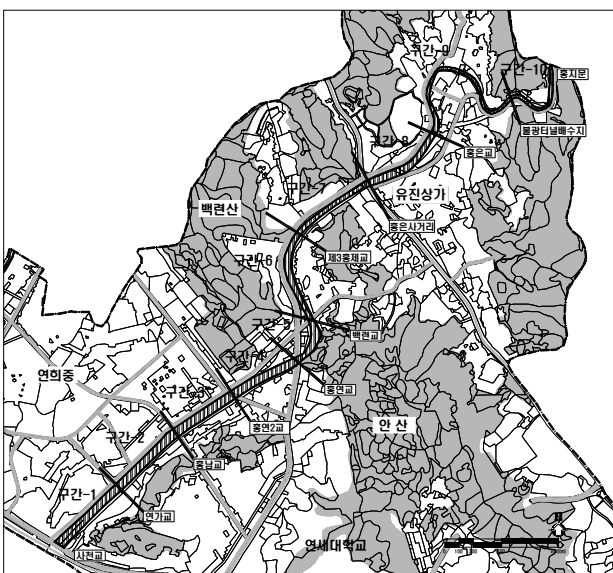 구간-9
구간-10
홍지문
불광터널배수지
구간-8
홍은교
구간-7
유진상가
백련산
홍은사거리
구간-6
제3홍제교
구간-5
백련교
구간-4
연희중
홍연교
구간-3
안 산
홍연2교
구간-2
홍남교
구간-1
연가교
사천교
연세대학교